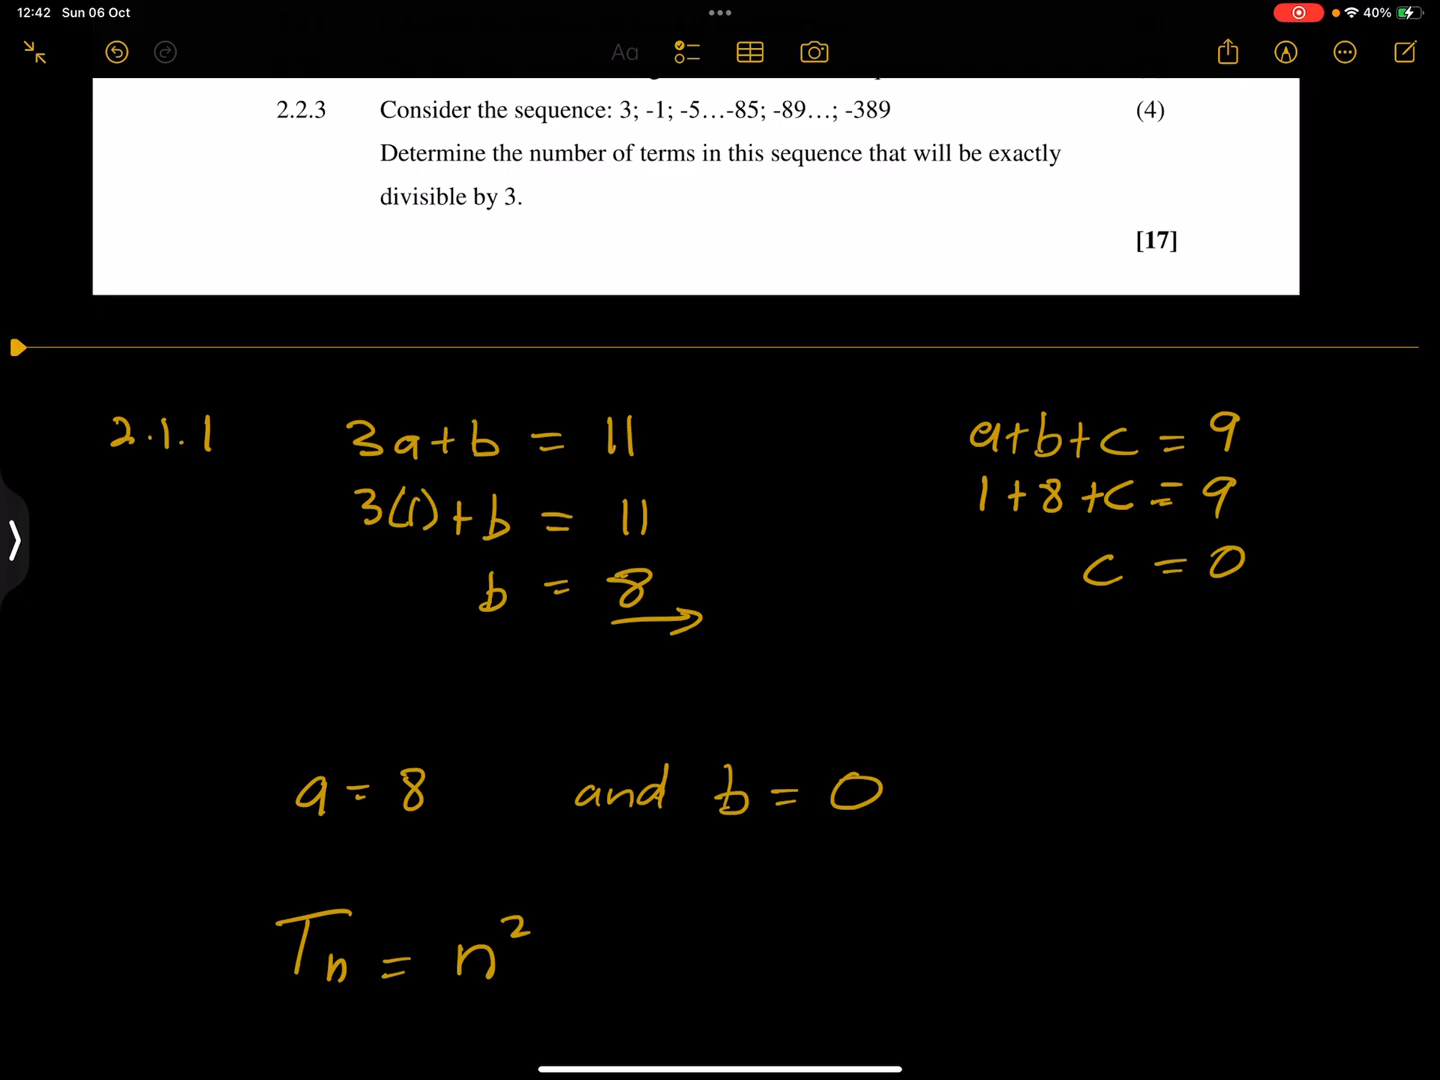 12:42 Sun 06 Oct
40%
Aa
2.2.3 Consider the sequence: 3; -1; -5…-85; -89…; -389 (4)
Determine the number of terms in this sequence that will be exactly
divisible by 3.
[17]
2.1.1 3a+b = 11 a+b+c = 9
3(1)+b = 11 1+8+c = 9
b = 8 c = 0
a = 8 and b = 0
Tn = n²